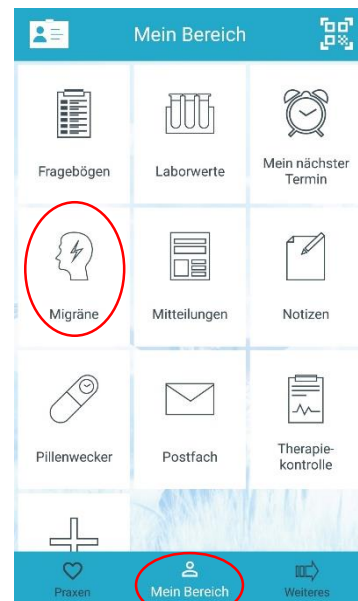 Mein Bereich
Fragebögen
Laborwerte
Mein nächster
Termin
Migräne
Mitteilungen
Notizen
Pillenwecker
Postfach
Therapie-
kontrolle
Praxen
Mein Bereich
Weiteres